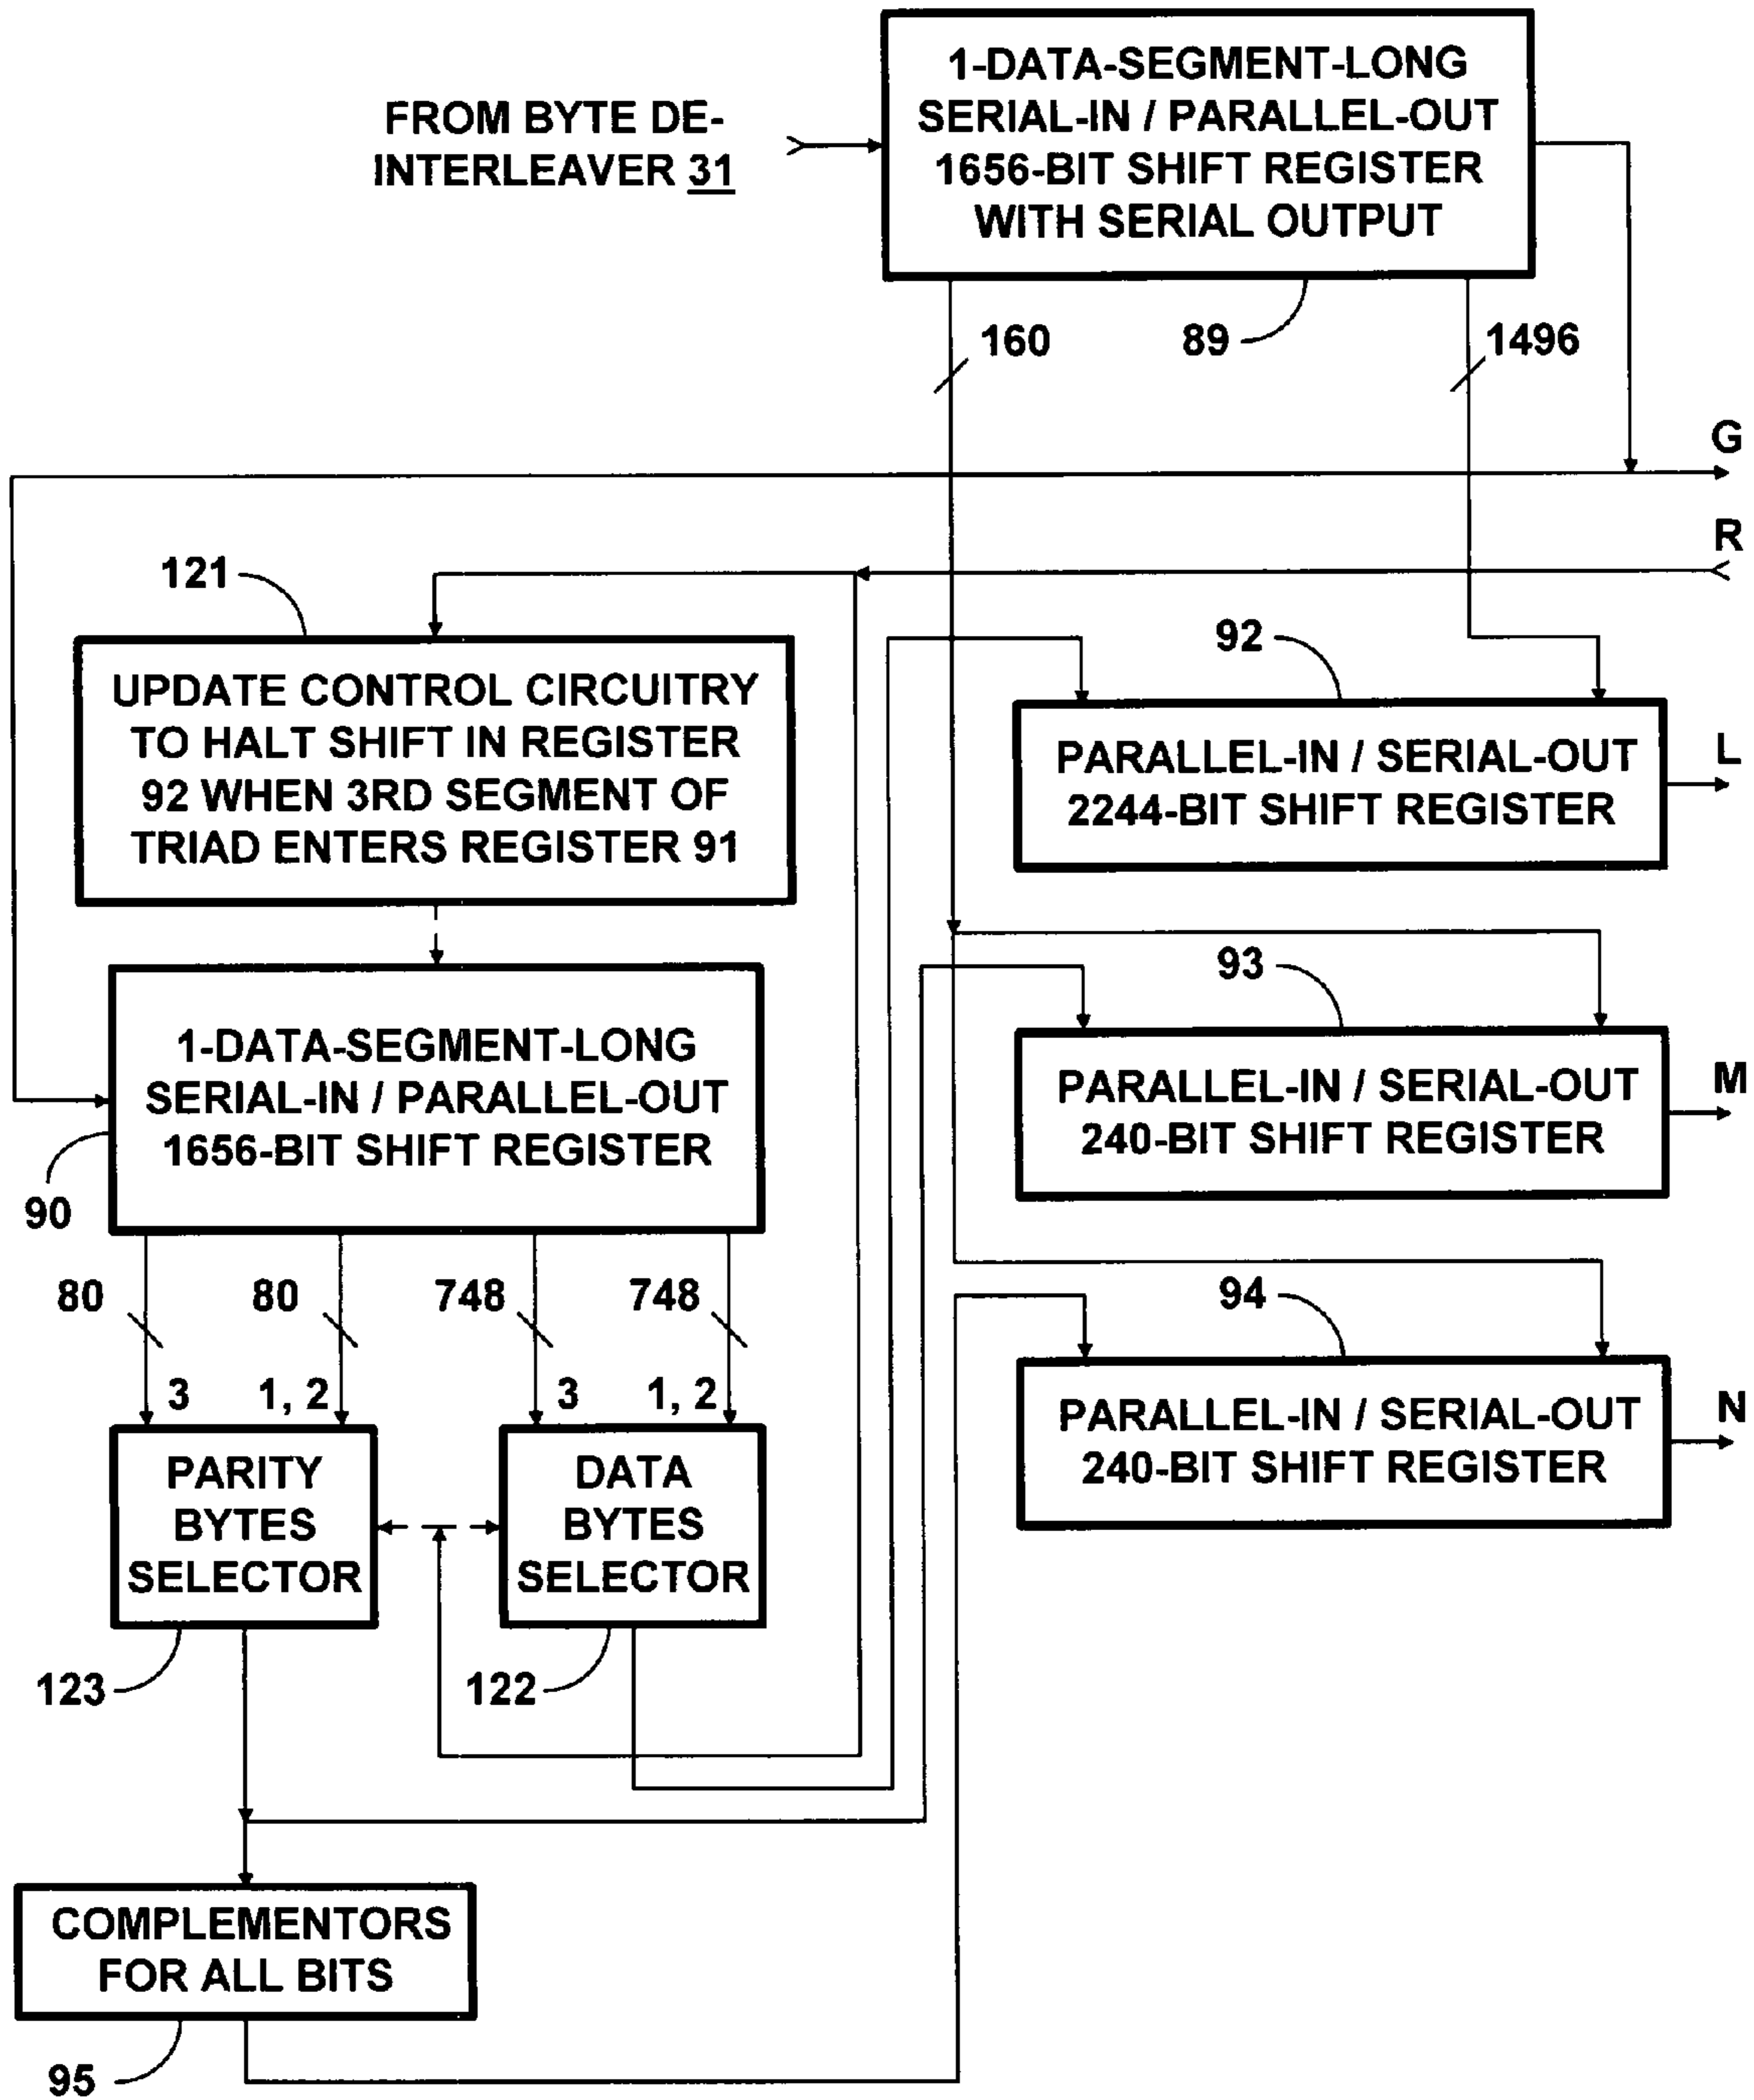 1-DATA-SEGMENT-LONG
SERIAL-IN / PARALLEL-OUT
1656-BIT SHIFT REGISTER
WITH SERIAL OUTPUT
FROM BYTE DE-
INTERLEAVER 31
160
89
1496
G
R
121
92
UPDATE CONTROL CIRCUITRY
TO HALT SHIFT IN REGISTER
92 WHEN 3RD SEGMENT OF
TRIAD ENTERS REGISTER 91
PARALLEL-IN / SERIAL-OUT
2244-BIT SHIFT REGISTER
L
93
1-DATA-SEGMENT-LONG
SERIAL-IN / PARALLEL-OUT
1656-BIT SHIFT REGISTER
90
PARALLEL-IN / SERIAL-OUT
240-BIT SHIFT REGISTER
M
80
80
748
748
94
3
1, 2
3
1, 2
PARALLEL-IN / SERIAL-OUT
240-BIT SHIFT REGISTER
N
PARITY
BYTES
SELECTOR
DATA
BYTES
SELECTOR
123
122
COMPLEMENTORS
FOR ALL BITS
95